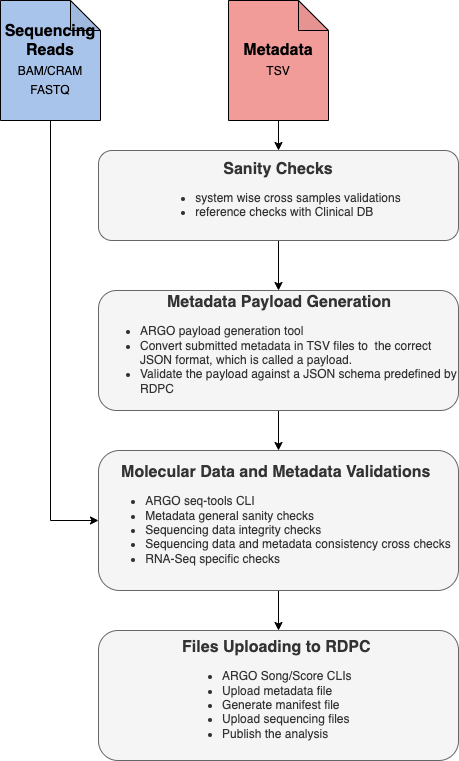 Sequencing
Reads
BAM/CRAM
FASTQ
Metadata
TSV
Sanity Checks
• system wise cross samples validations
• reference checks with Clinical DB
Metadata Payload Generation
• ARGO payload generation tool
• Convert submitted metadata in TSV files to the correct
JSON format, which is called a payload.
• Validate the payload against a JSON schema predefined by
RDPC
Molecular Data and Metadata Validations
• ARGO seq-tools CLI
• Metadata general sanity checks
• Sequencing data integrity checks
• Sequencing data and metadata consistency cross checks
• RNA-Seq specific checks
Files Uploading to RDPC
• ARGO Song/Score CLIs
• Upload metadata file
• Generate manifest file
• Upload sequencing files
• Publish the analysis